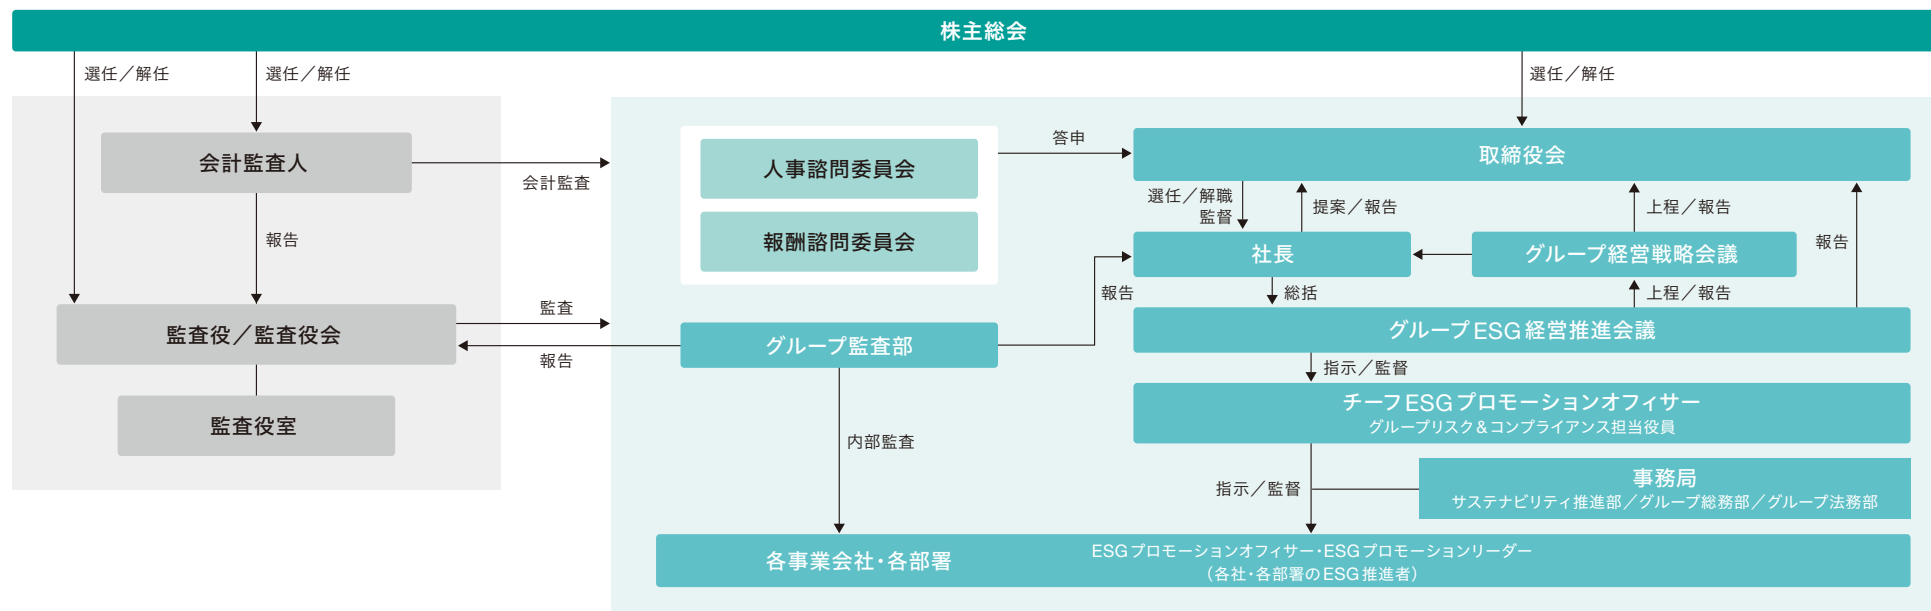 株主総会
選任／解任
選任／解任
選任／解任
会計監査人
会計監査
報告
監査役／監査役会
監査
報告
監査役室
人事諮問委員会
報酬諮問委員会
答申
取締役会
選任／解職
監督
提案／報告
上程／報告
報告
社長
グループ経営戦略会議
報告
総括
上程／報告
グループ監査部
グループESG経営推進会議
指示／監督
チーフESGプロモーションオフィサー
グループリスク＆コンプライアンス担当役員
内部監査
指示／監督
事務局
サステナビリティ推進部／グループ総務部／グループ法務部
各事業会社・各部署
ESGプロモーションオフィサー・ESGプロモーションリーダー
（各社・各部署のESG推進者）